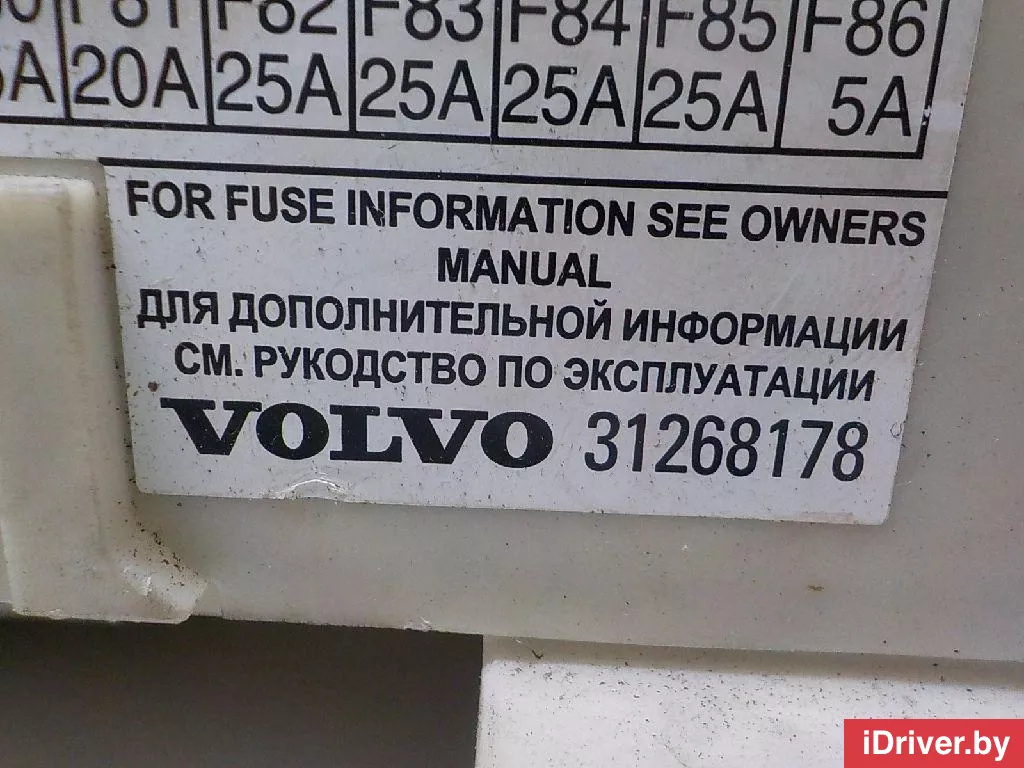 F81 F82 F83 F84 F85 F86
20A 25A 25A 25A 25A 5A
FOR FUSE INFORMATION SEE OWNERS
MANUAL
ДЛЯ ДОПОЛНИТЕЛЬНОЙ ИНФОРМАЦИИ
СМ. РУКОДСТВО ПО ЭКСПЛУАТАЦИИ
VOLVO 31268178
iDriver.by